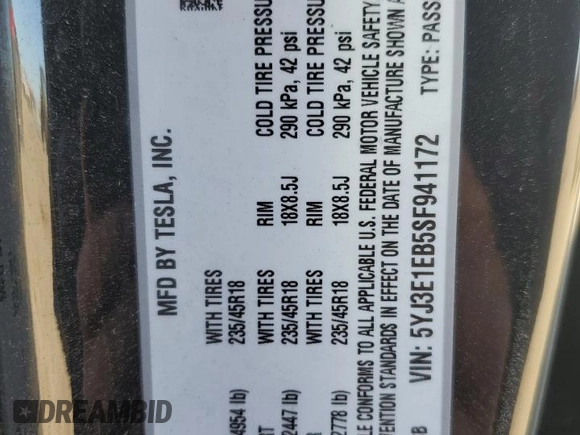 MFD BY TESLA, INC.
4954 lb) WITH TIRES
235/45R18
WITH TIRES RIM COLD TIRE PRESSU
2447 lb) 235/45R18 18X8.5J 290 kPa, 42 psi
WITH TIRES RIM COLD TIRE PRESSU
2778 lb) 235/45R18 18X8.5J 290 kPa, 42 psi
LE CONFORMS TO ALL APPLICABLE U.S. FEDERAL MOTOR VEHICLE SAFETY,
VENTION STANDARDS IN EFFECT ON THE DATE OF MANUFACTURE SHOWN A
VIN: 5YJ3E1EB5SF941172 TYPE: PASS
DREAMBID